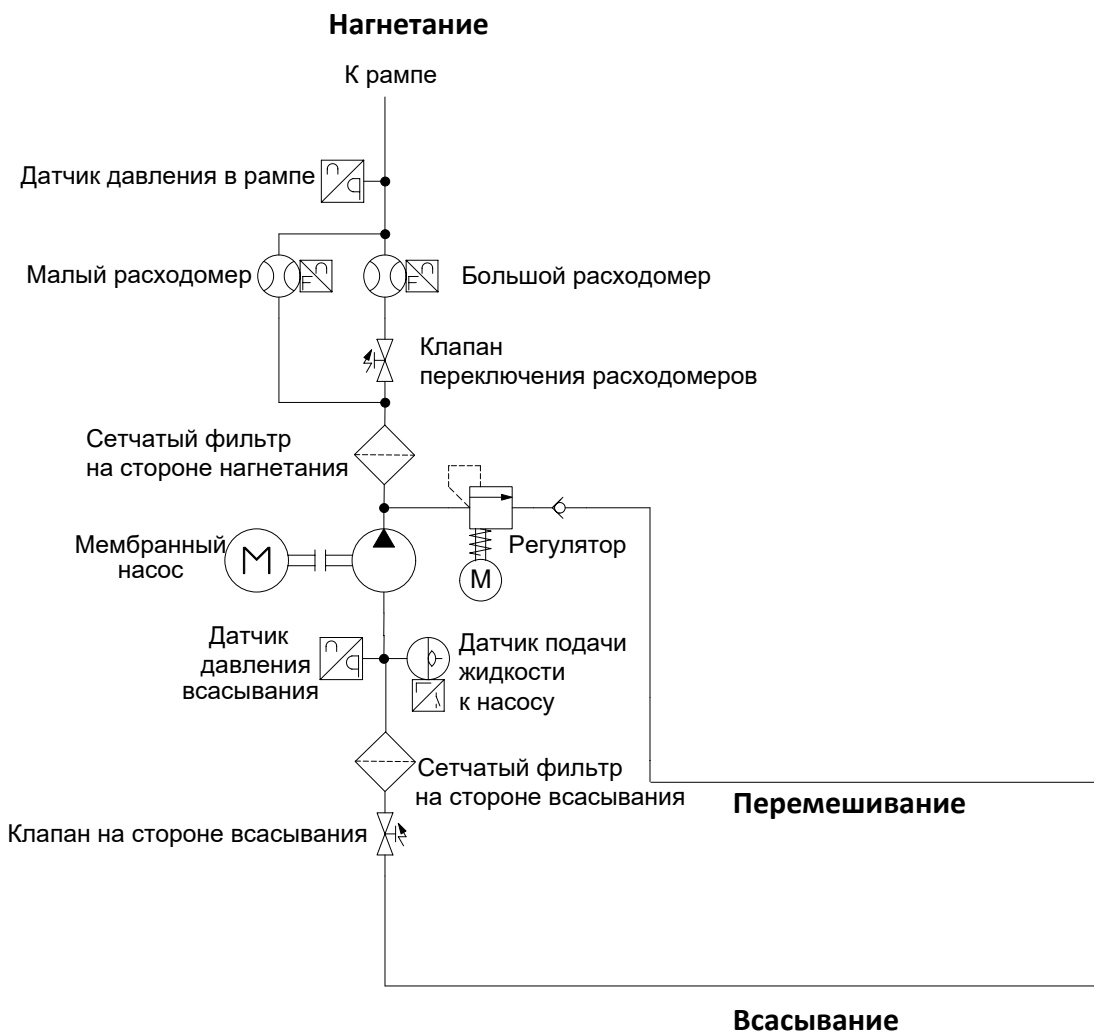 Нагнетание
К рампе
Датчик давления в рампе
Малый расходомер
Большой расходомер
Клапан
переключения расходомеров
Сетчатый фильтр
на стороне нагнетания
Мембранный
насос
M
Регулятор
M
Датчик
давления
всасывания
Датчик подачи
жидкости
к насосу
Сетчатый фильтр
на стороне всасывания
Перемешивание
Клапан на стороне всасывания
Всасывание